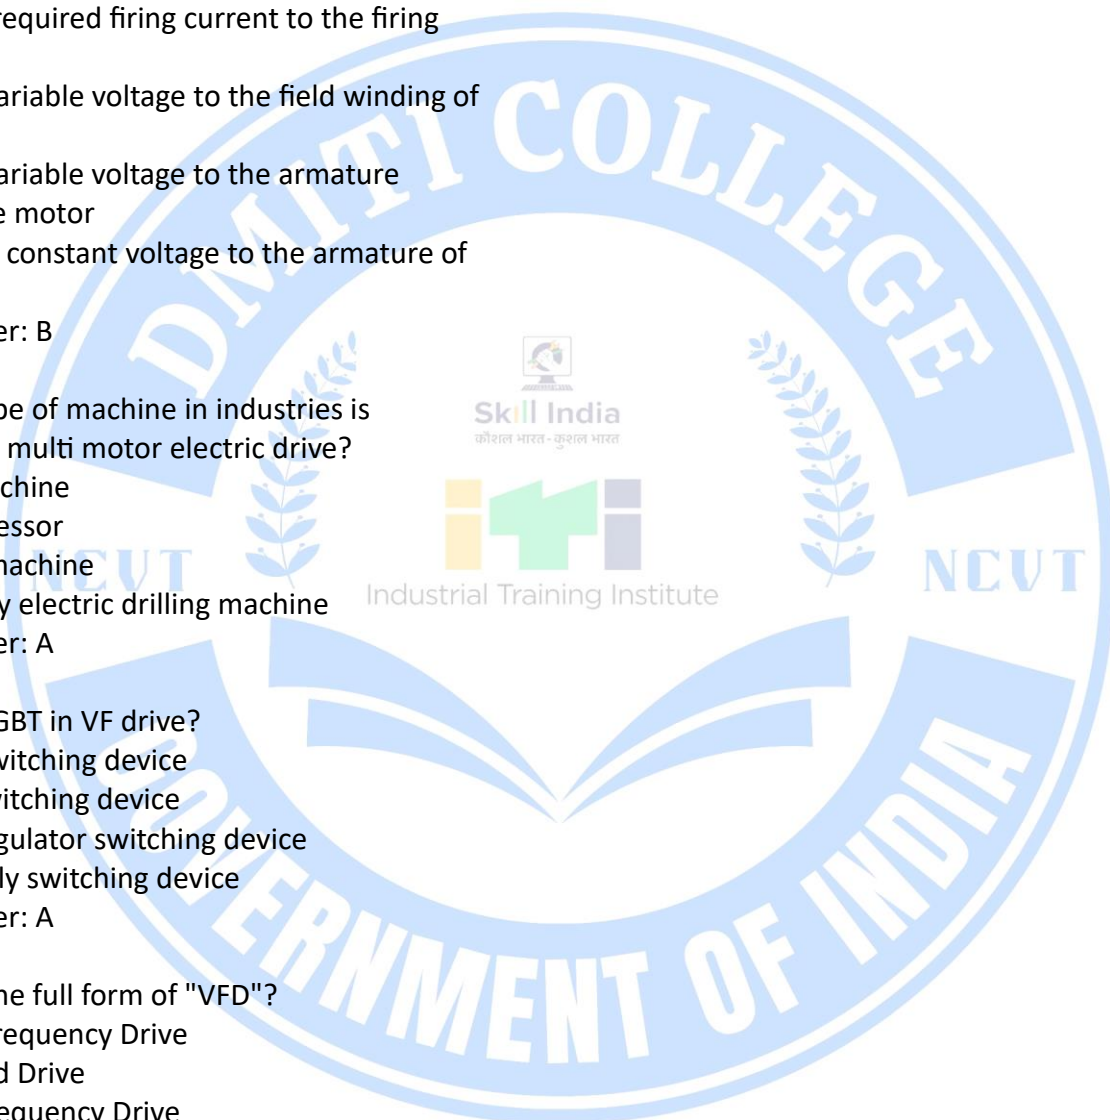 required firing current to the firing
ariable voltage to the field winding of
ariable voltage to the armature
e motor
constant voltage to the armature of
er: B
pe of machine in industries is
multi motor electric drive?
chine
essor
machine
y electric drilling machine
er: A
GBT in VF drive?
witching device
witching device
gulator switching device
ly switching device
er: A
he full form of "VFD"?
requency Drive
d Drive
equency Drive
DMITI COLLEGE
Skill India
कौशल भारत - कुशल भारत
iti
Industrial Training Institute
NCVT
NCVT
GOVERNMENT OF INDIA